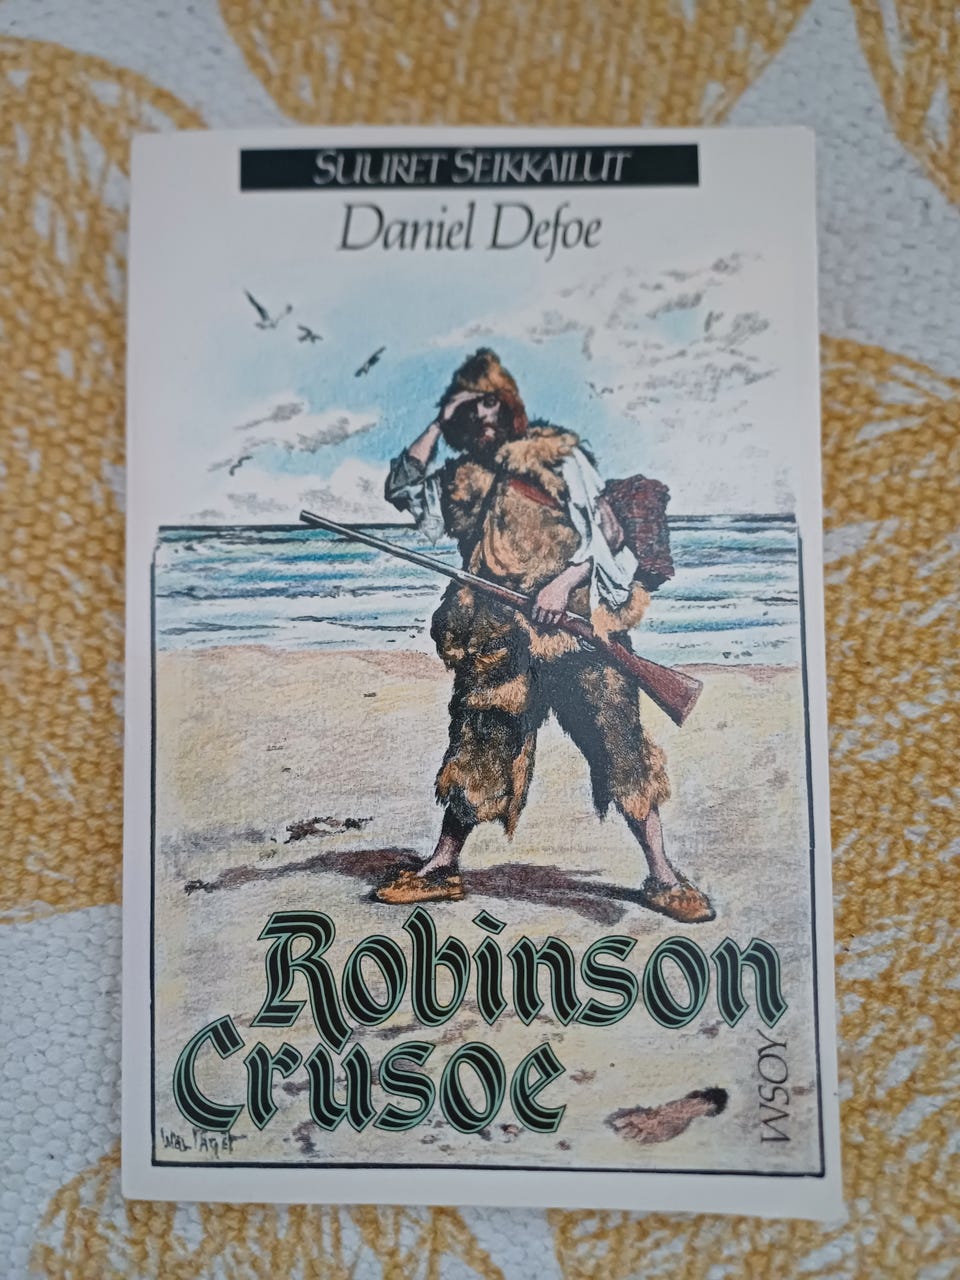 SUURET SEIKKAILUT
Daniel Defoe
Robinson
Crusoe
WSOY